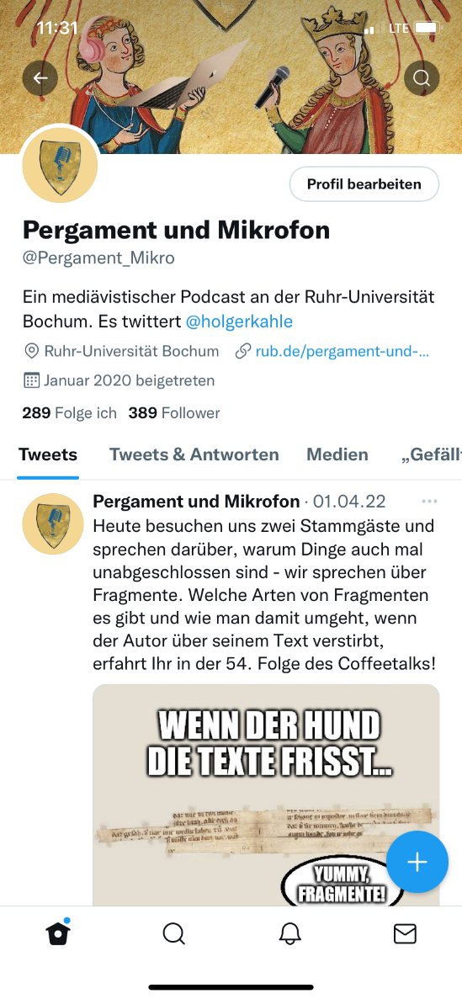 11:31
LTE
Profil bearbeiten
Pergament und Mikrofon
@Pergament_Mikro
Ein mediävistischer Podcast an der Ruhr-Universität
Bochum. Es twittert @holgerkahle
Ruhr-Universität Bochum rub.de/pergament-und-...
Januar 2020 beigetreten
289 Folge ich 389 Follower
Tweets Tweets & Antworten Medien „Gefällt
Pergament und Mikrofon · 01.04.22
Heute besuchen uns zwei Stammgäste und
sprechen darüber, warum Dinge auch mal
unabgeschlossen sind - wir sprechen über
Fragmente. Welche Arten von Fragmenten
es gibt und wie man damit umgeht, wenn
der Autor über seinem Text verstirbt,
erfahrt Ihr in der 54. Folge des Coffeetalks!
WENN DER HUND
DIE TEXTE FRISST...
YUMMY,
FRAGMENTE!